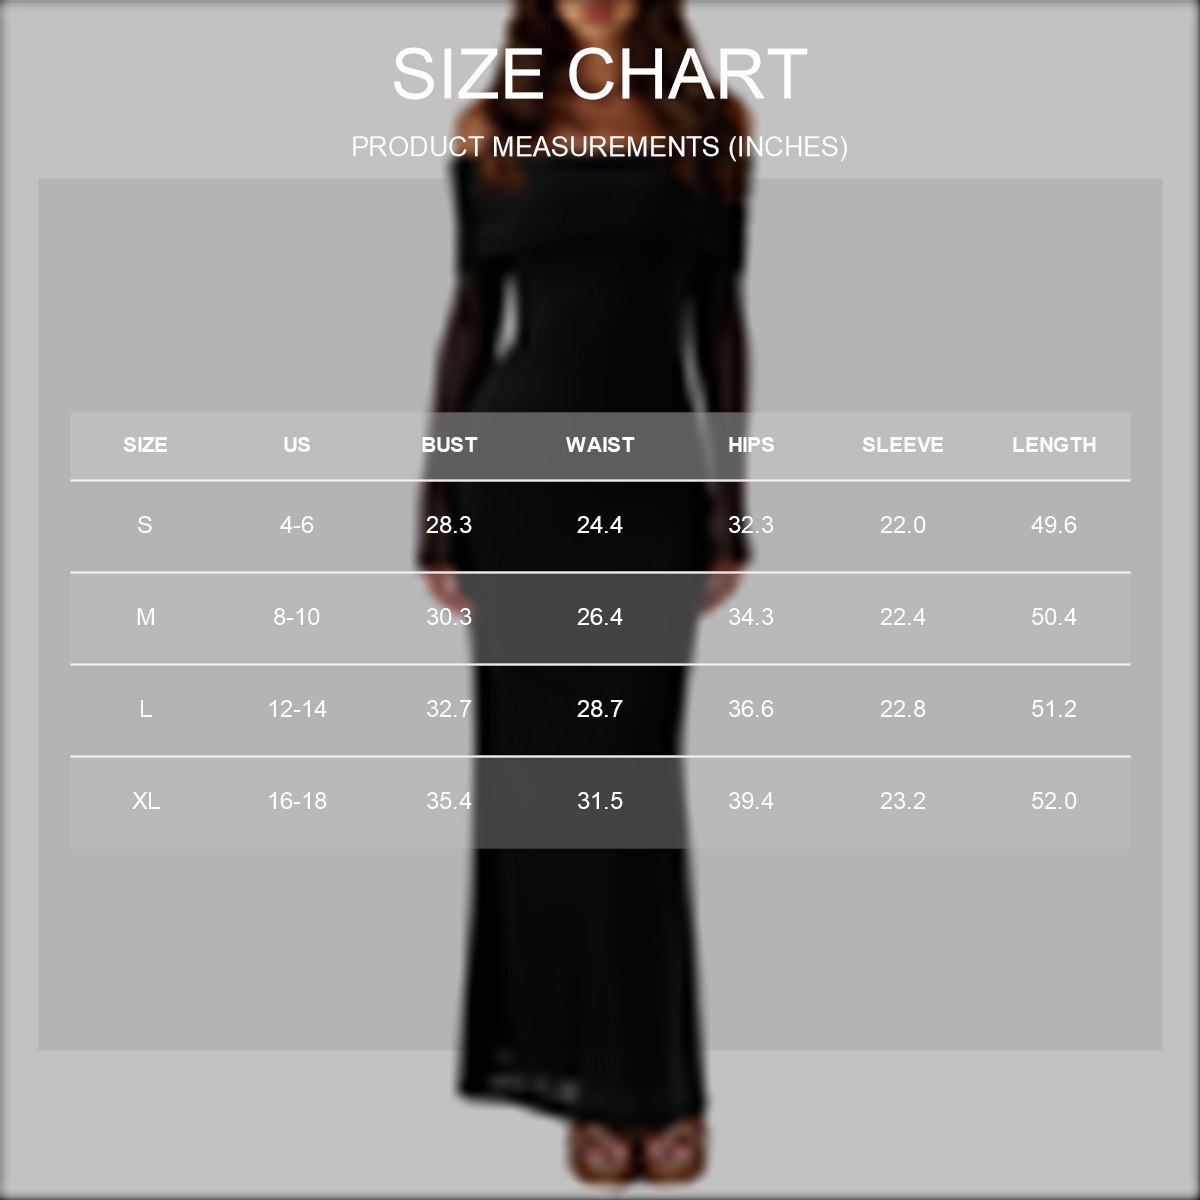 SIZE CHART
PRODUCT MEASUREMENTS (INCHES)
SIZE US BUST WAIST HIPS SLEEVE LENGTH
S 4-6 28.3 24.4 32.3 22.0 49.6
M 8-10 30.3 26.4 34.3 22.4 50.4
L 12-14 32.7 28.7 36.6 22.8 51.2
XL 16-18 35.4 31.5 39.4 23.2 52.0